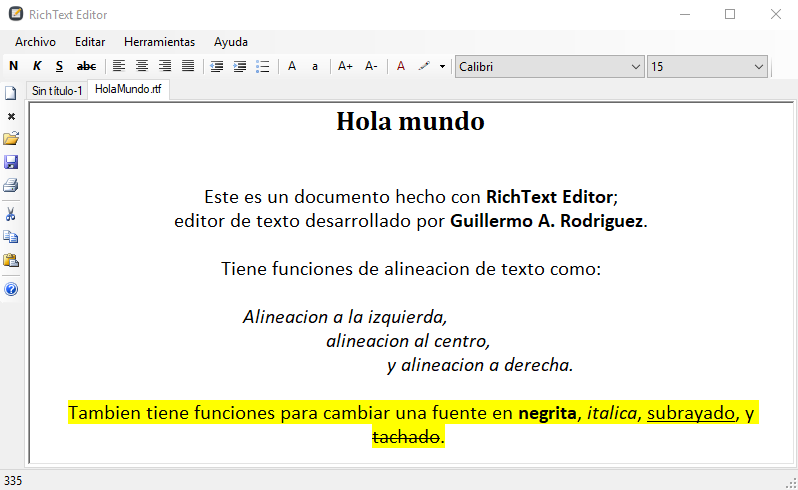 RichText Editor
Archivo Editar Herramientas Ayuda
N K S abc A a A+ A- A Calibri 15
Sin título-1 HolaMundo.rtf
Hola mundo
Este es un documento hecho con RichText Editor;
editor de texto desarrollado por Guillermo A. Rodriguez.
Tiene funciones de alineacion de texto como:
Alineacion a la izquierda,
alineacion al centro,
y alineacion a derecha.
Tambien tiene funciones para cambiar una fuente en negrita, italica, subrayado, y
tachado.
335